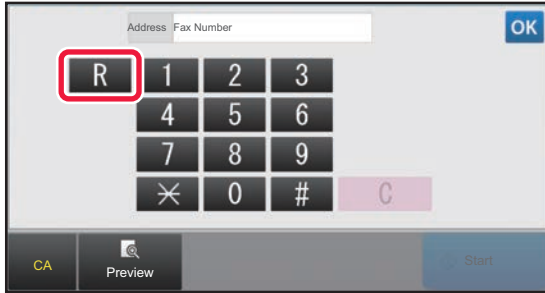 Address Fax Number OK
R 1 2 3
4 5 6
7 8 9
* 0 # C
CA Preview Start